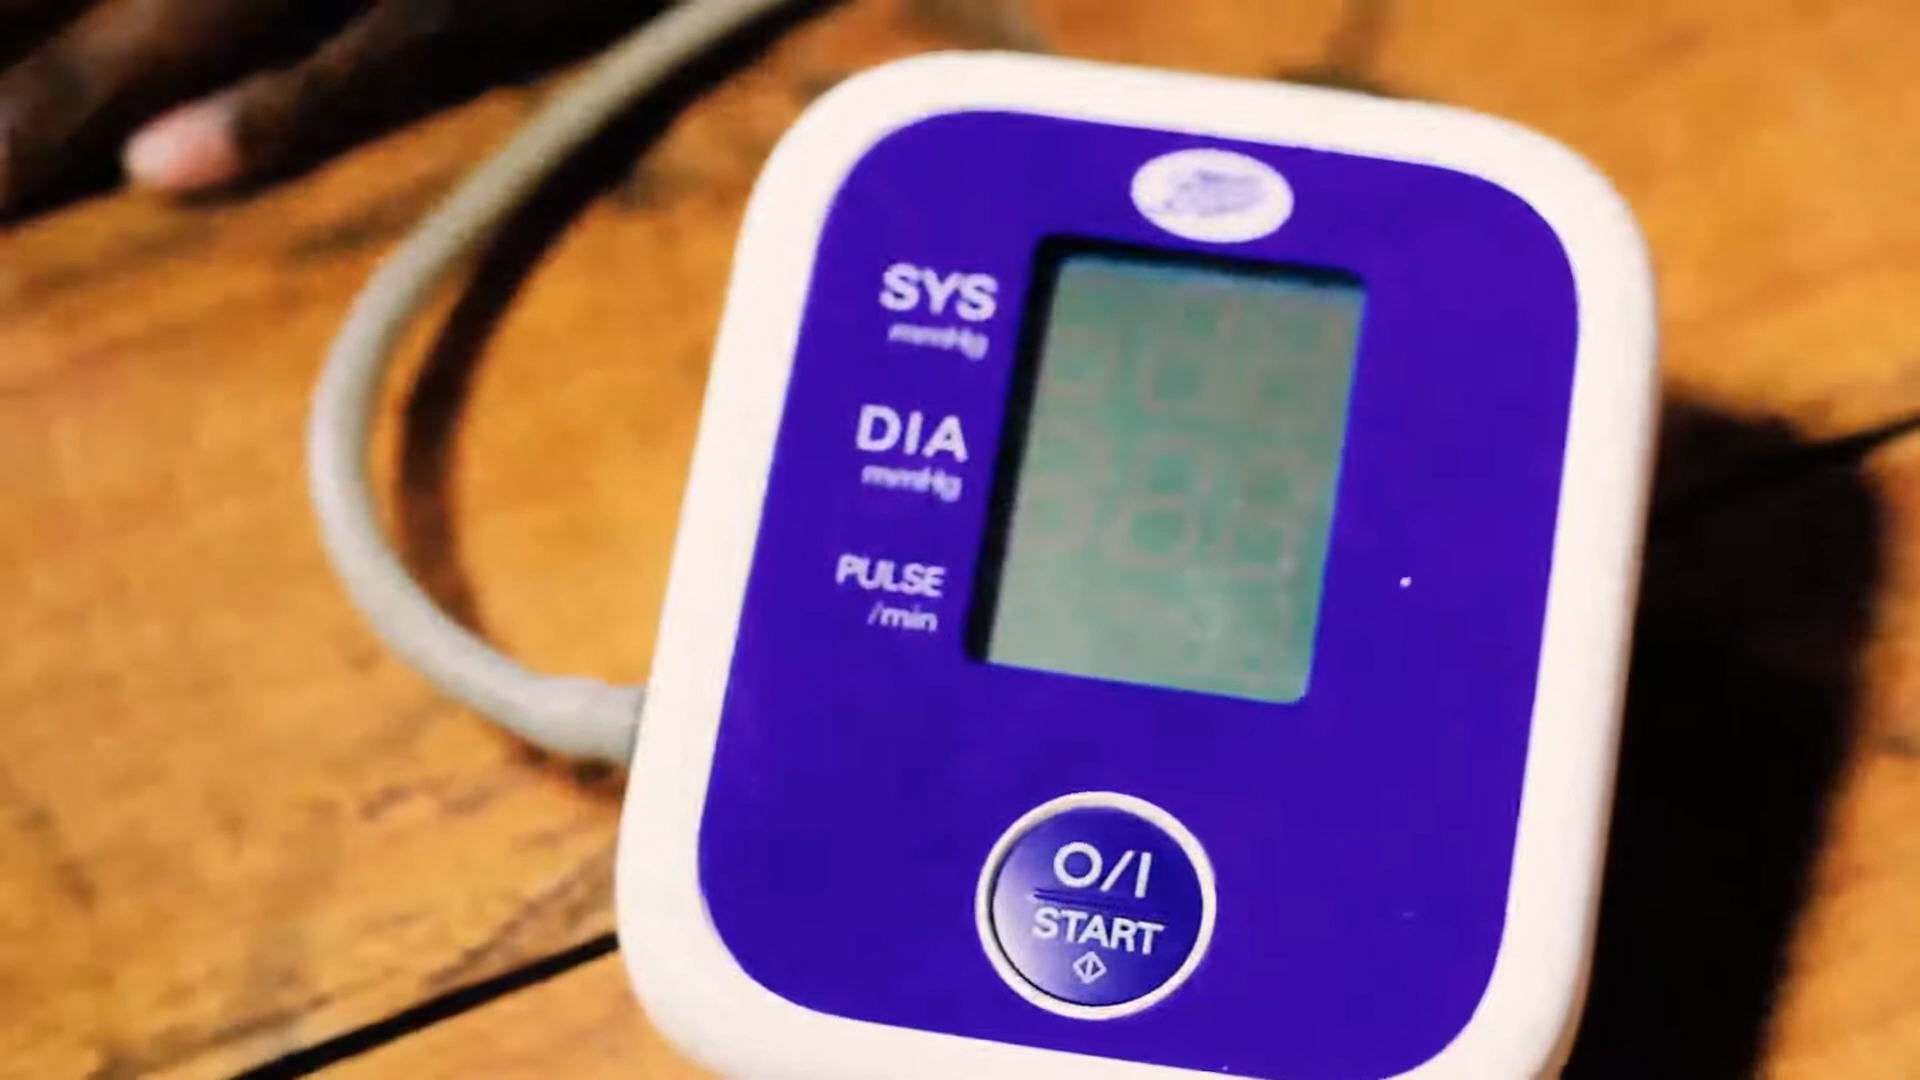 SYS
mmHg
DIA
mmHg
PULSE
/min
O/I
START